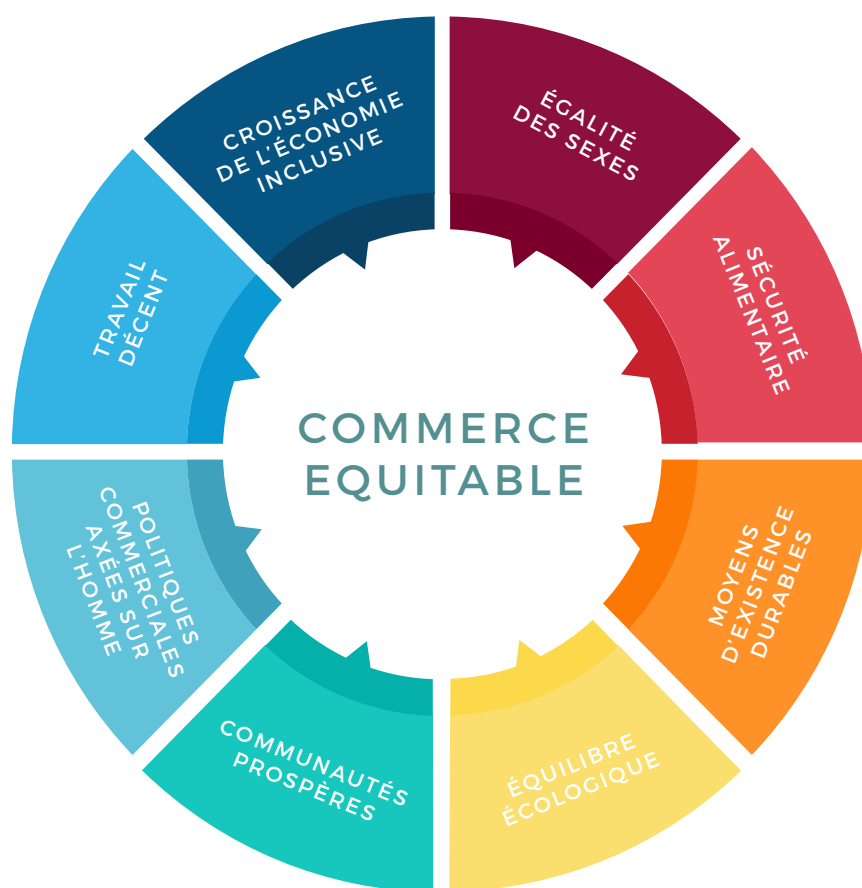 CROISSANCE
DE L'ÉCONOMIE
INCLUSIVE
ÉGALITÉ
DES SEXES
SÉCURITÉ
ALIMENTAIRE
MOYENS
D'EXISTENCE
DURABLES
ÉQUILIBRE
ÉCOLOGIQUE
COMMUNAUTÉS
PROSPÈRES
POLITIQUES
COMMERCIALES
AXÉES SUR
L'HOMME
TRAVAIL
DÉCENT
COMMERCE
EQUITABLE